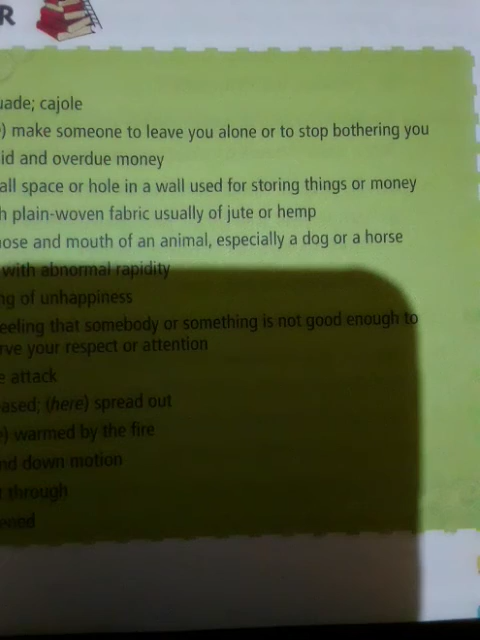 R
uade; cajole
) make someone to leave you alone or to stop bothering you
id and overdue money
all space or hole in a wall used for storing things or money
h plain-woven fabric usually of jute or hemp
nose and mouth of an animal, especially a dog or a horse
with abnormal rapidity
ng of unhappiness
eeling that somebody or something is not good enough to
rve your respect or attention
e attack
eased; (here) spread out
) warmed by the fire
nd down motion
t through